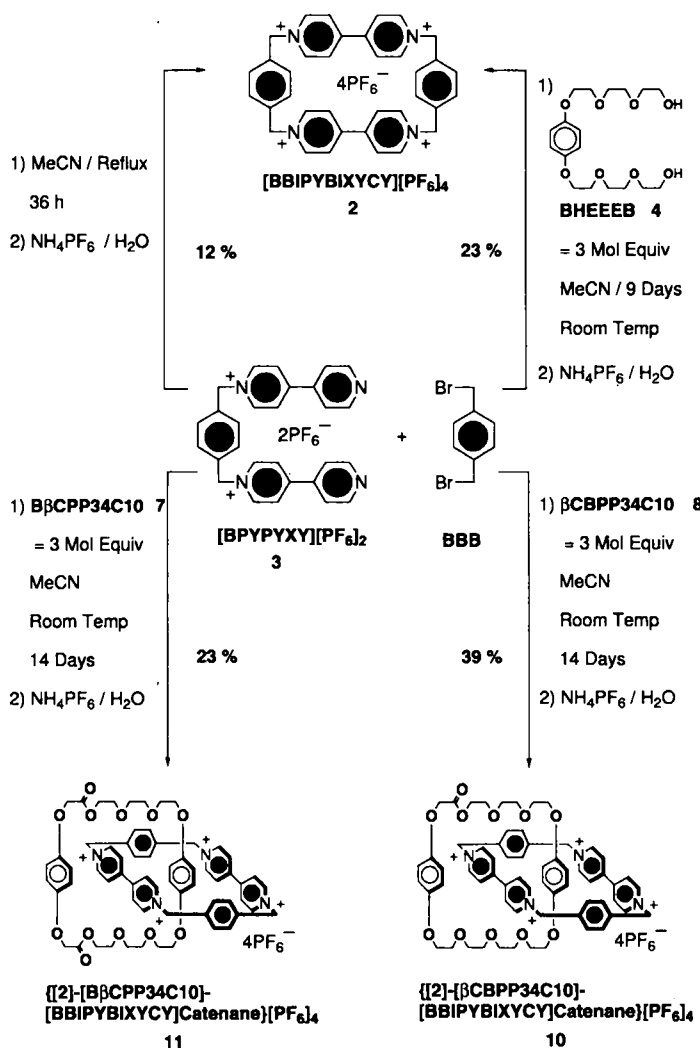 4PF6−
[BBIPYBIXYCY][PF6]4
2
1) MeCN / Reflux
36 h
2) NH4PF6 / H2O
12 %
23 %
1)
OH
OH
BHEEEB 4
= 3 Mol Equiv
MeCN / 9 Days
Room Temp
2) NH4PF6 / H2O
2PF6−
[BPYPYXY][PF6]2
3
+
Br
Br
BBB
1) BβCPP34C10 7
= 3 Mol Equiv
MeCN
Room Temp
14 Days
2) NH4PF6 / H2O
23 %
39 %
1) βCBPP34C10 8
= 3 Mol Equiv
MeCN
Room Temp
14 Days
2) NH4PF6 / H2O
4PF6−
{[2]-[BβCPP34C10]-
[BBIPYBIXYCY]Catenane}[PF6]4
11
4PF6−
{[2]-[βCBPP34C10]-
[BBIPYBIXYCY]Catenane}[PF6]4
10